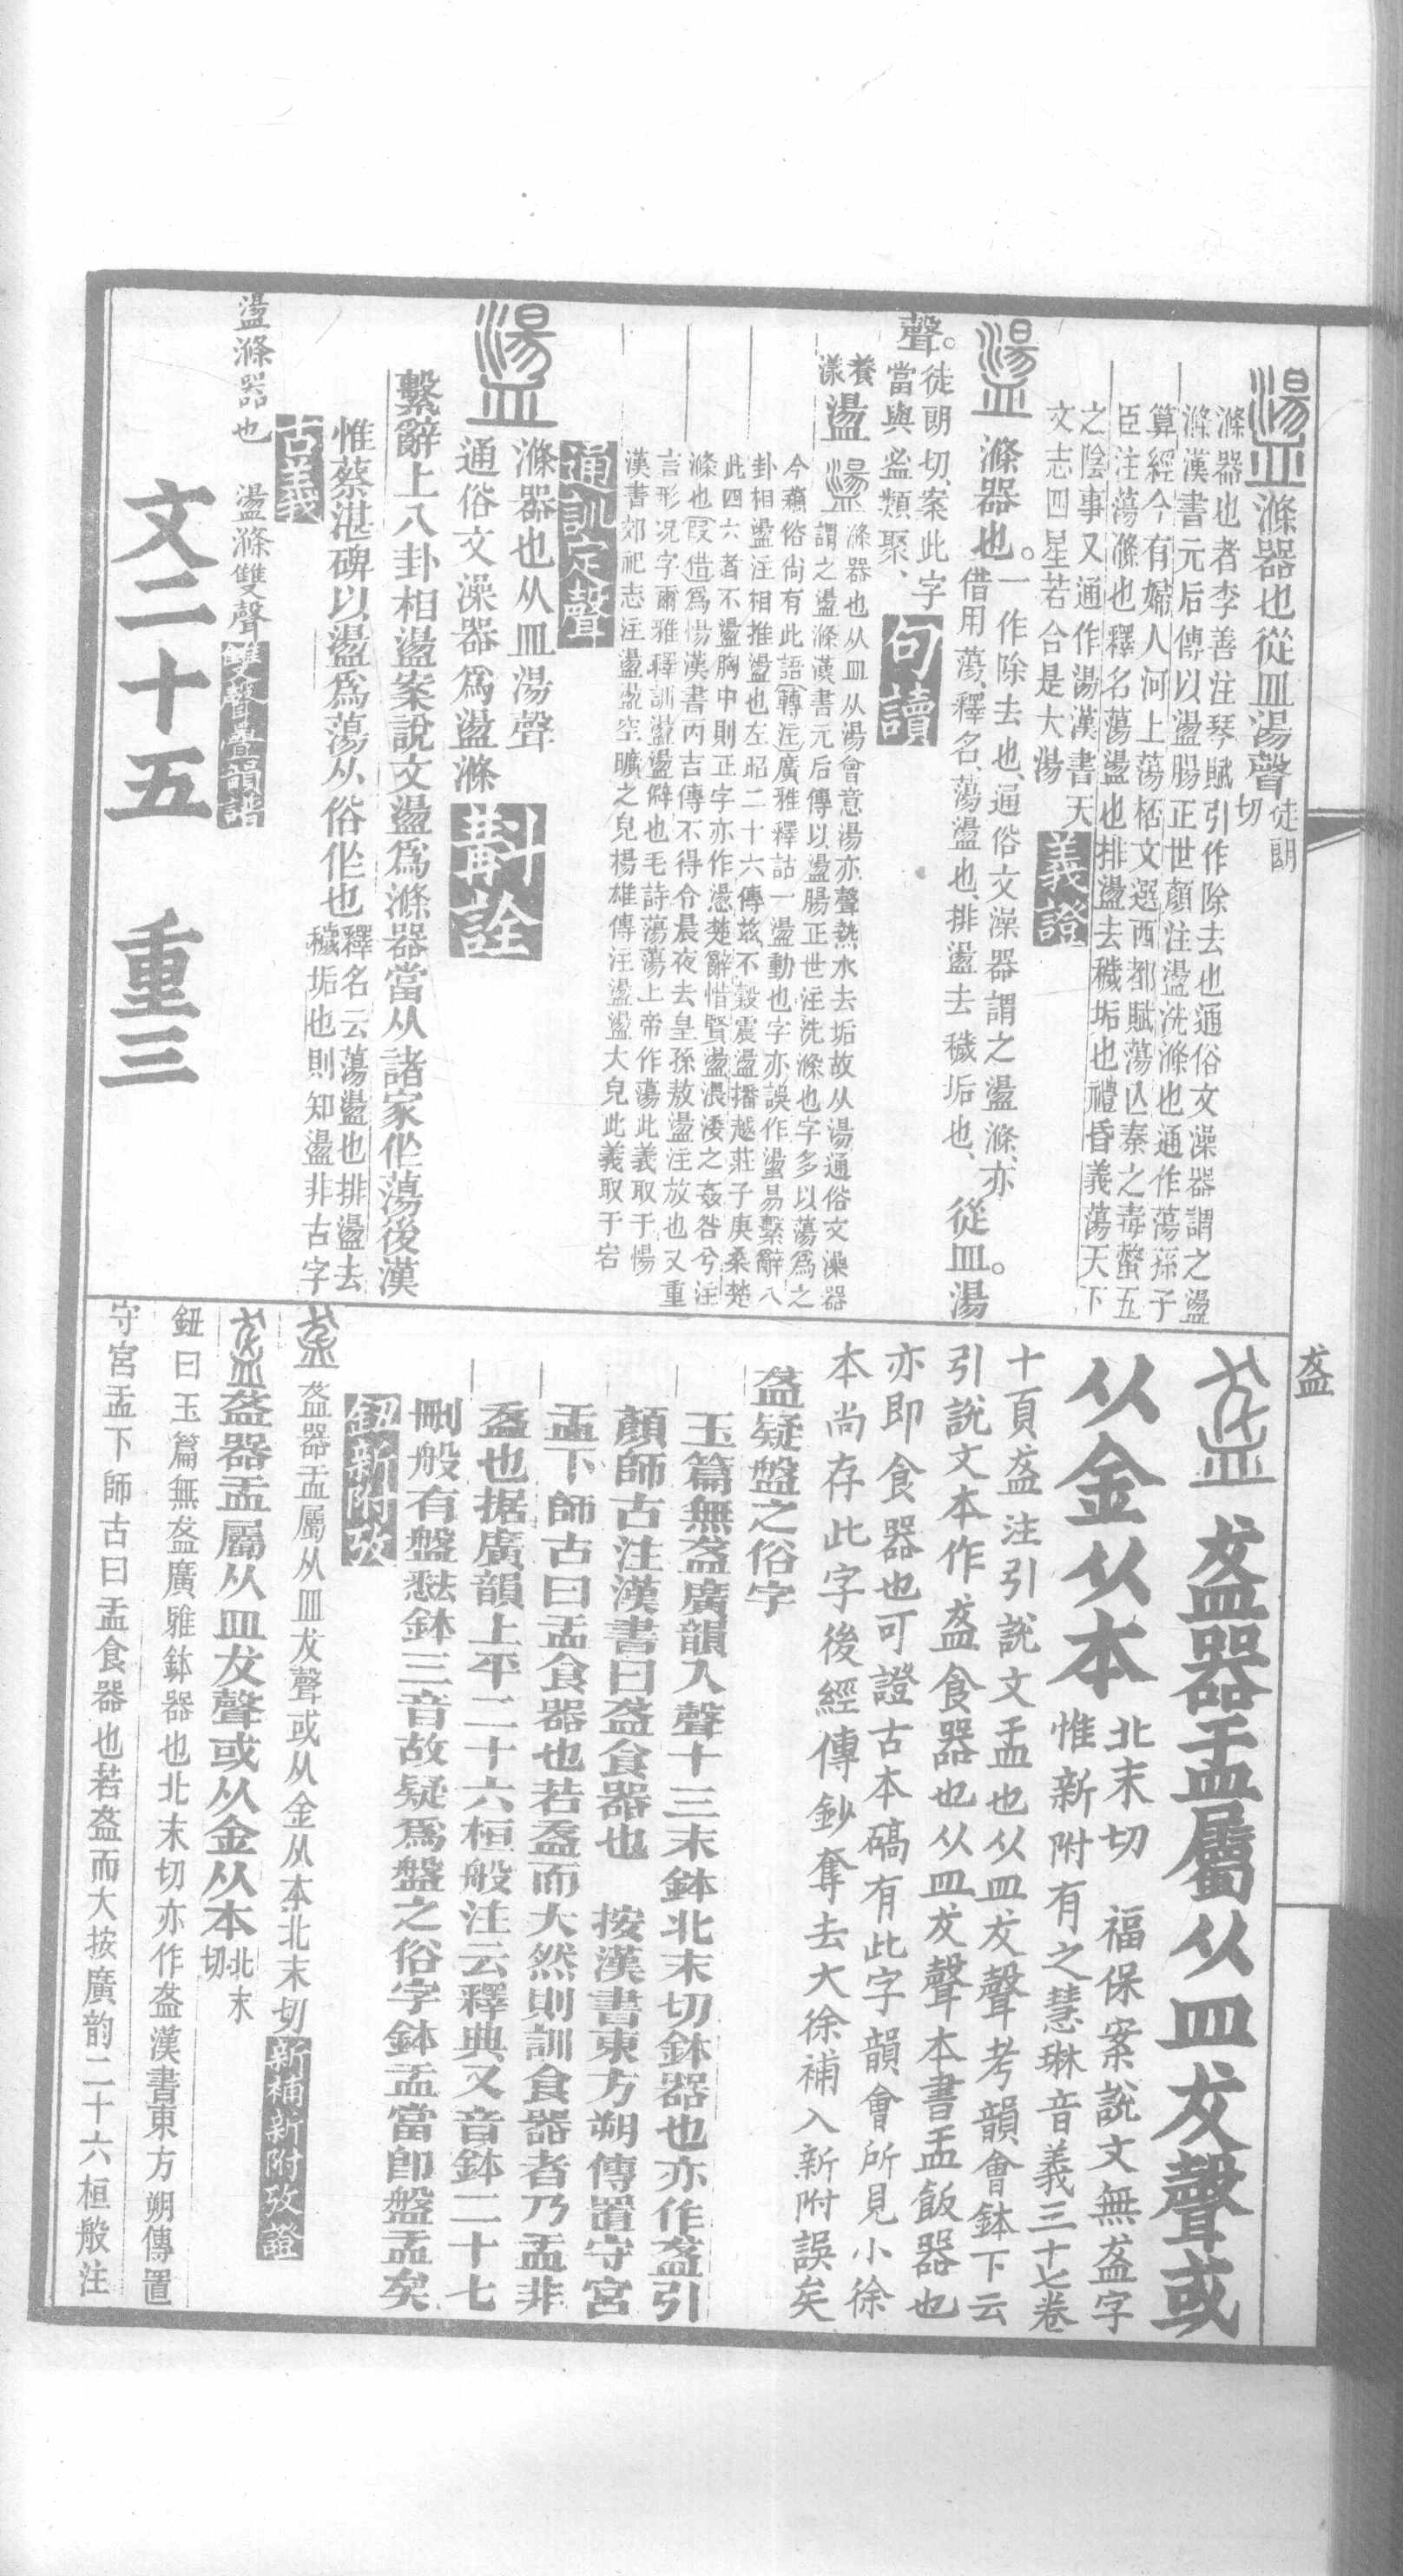 盪滌器也從皿湯聲徒朗切
滌器也者李善注琴賦引作除去也通俗文澡器謂之盪
滌漢書元后傳以盪腸正世顏注盪洗滌也通作蕩孫子
算經今有婦人河上蕩桮文選西都賦蕩亾秦之毒螫五
臣注蕩滌也釋名蕩盪也排盪去穢垢也禮昏義蕩天下
之陰事又通作湯漢書天
文志四星若合是大湯 義證
盪 滌器也。一作除去也、通俗文澡器謂之盪滌、亦
借用蕩、釋名、蕩盪也、排盪去穢垢也、 從皿湯
聲。徒朗切、案此字
當與盜類聚、 句讀
養
漾 盪 盪 滌器也从皿从湯會意湯亦聲熱水去垢故从湯通俗文澡器
謂之盪滌漢書元后傳以盪腸正世注洗滌也字多以蕩爲之
今蘇俗尙有此語(轉注)廣雅釋詁一盪動也字亦誤作蘯易繫辭八
卦相盪注相推盪也左昭二十六傳茲不穀震盪播越莊子庚桑楚
此四六者不盪胸中則正字亦作憑楚辭惜賢盪渨涹之姦咎兮注
滌也(叚借)爲愓漢書丙吉傳不得令晨夜去皇孫敖盪注放也又重
言形況字爾雅釋訓盪盪僻也毛詩蕩蕩上帝作蕩此義取于愓
漢書郊祀志注盪盪空曠之皃揚雄傳注盪盪大皃此義取于宕
通訓定聲
盪 滌器也从皿湯聲
通俗文澡器爲盪滌 斠詮
繫辭上八卦相盪案說文盪爲滌器當从諸家作蕩後漢
惟蔡湛碑以盪爲蕩从俗作也釋名云蕩盪也排盪去
穢垢也則知盪非古字
古義
盪滌器也 盪滌雙聲 雙聲疊韻譜
文二十五 重三
盋
盋 盋器盂屬从皿犮聲或
从金从本 北末切 福保案說文無盋字
惟新附有之慧琳音義三十七卷
十頁盋注引說文盂也从皿犮聲考韻會鉢下云
引說文本作盋食器也从皿犮聲本書盂飯器也
亦即食器也可證古本碻有此字韻會所見小徐
本尚存此字後經傳鈔奪去大徐補入新附誤矣
盋疑盤之俗字
玉篇無盋廣韻入聲十三末鉢北末切鉢器也亦作盋引
顏師古注漢書曰盋食器也 按漢書東方朔傳置守宮
盂下師古曰盂食器也若盋而大然則訓食器者乃盂非
盋也据廣韻上平二十六桓般注云釋典又音鉢二十七
刪般有盤𢡟鉢三音故疑爲盤之俗字鉢盂當即盤盂矣
鈕新附攷
盋 盋器盂屬从皿犮聲或从金从本北末切 新補新附攷證
盋 盋器盂屬从皿犮聲或从金从本北末切
鈕曰玉篇無盋廣雅鉢器也北末切亦作盋漢書東方朔傳置
守宮盂下師古曰盂食器也若盋而大按廣韵二十六桓般注